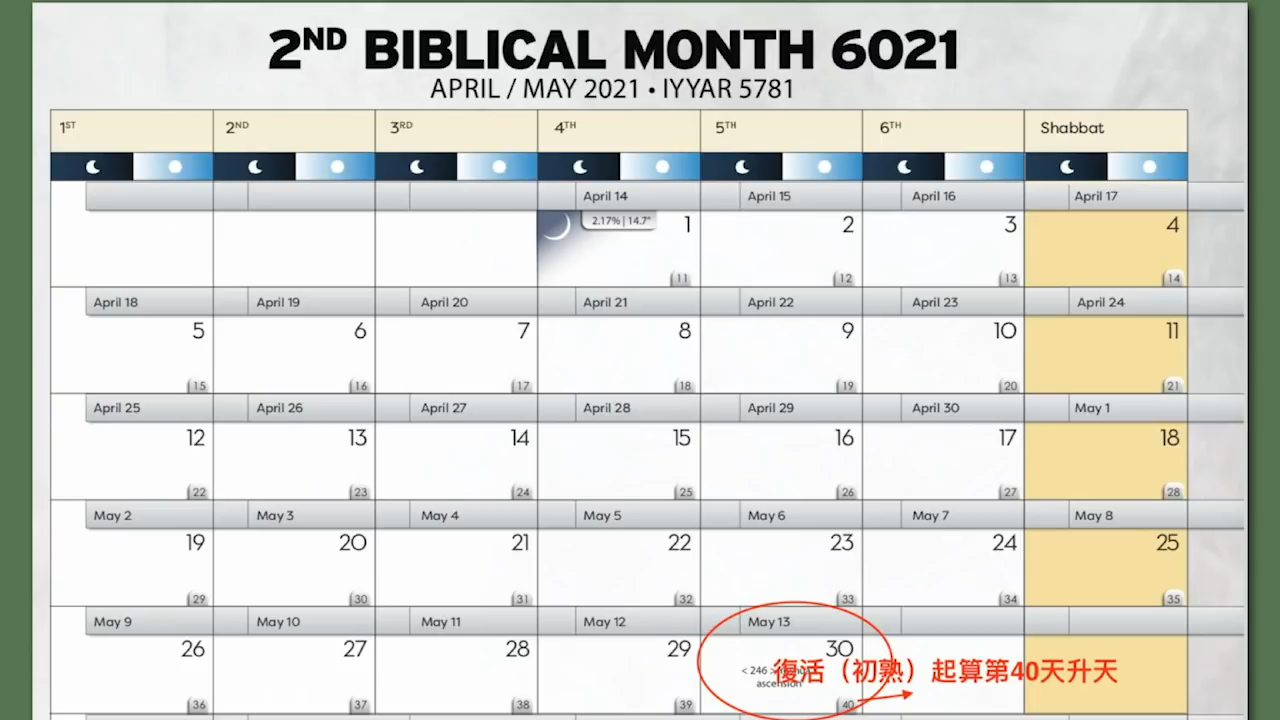 2ND BIBLICAL MONTH 6021
APRIL / MAY 2021 • IYYAR 5781
1ST 2ND 3RD 4TH 5TH 6TH Shabbat
April 14 April 15 April 16 April 17
2.17% | 14.7° 1 2 3 4
11 12 13 14
April 18 April 19 April 20 April 21 April 22 April 23 April 24
5 6 7 8 9 10 11
15 16 17 18 19 20 21
April 25 April 26 April 27 April 28 April 29 April 30 May 1
12 13 14 15 16 17 18
22 23 24 25 26 27 28
May 2 May 3 May 4 May 5 May 6 May 7 May 8
19 20 21 22 23 24 25
29 30 31 32 33 34 35
May 9 May 10 May 11 May 12 May 13
26 27 28 29 30
< 246 >
復活（初熟）起算第40天升天
ascension
36 37 38 39 40